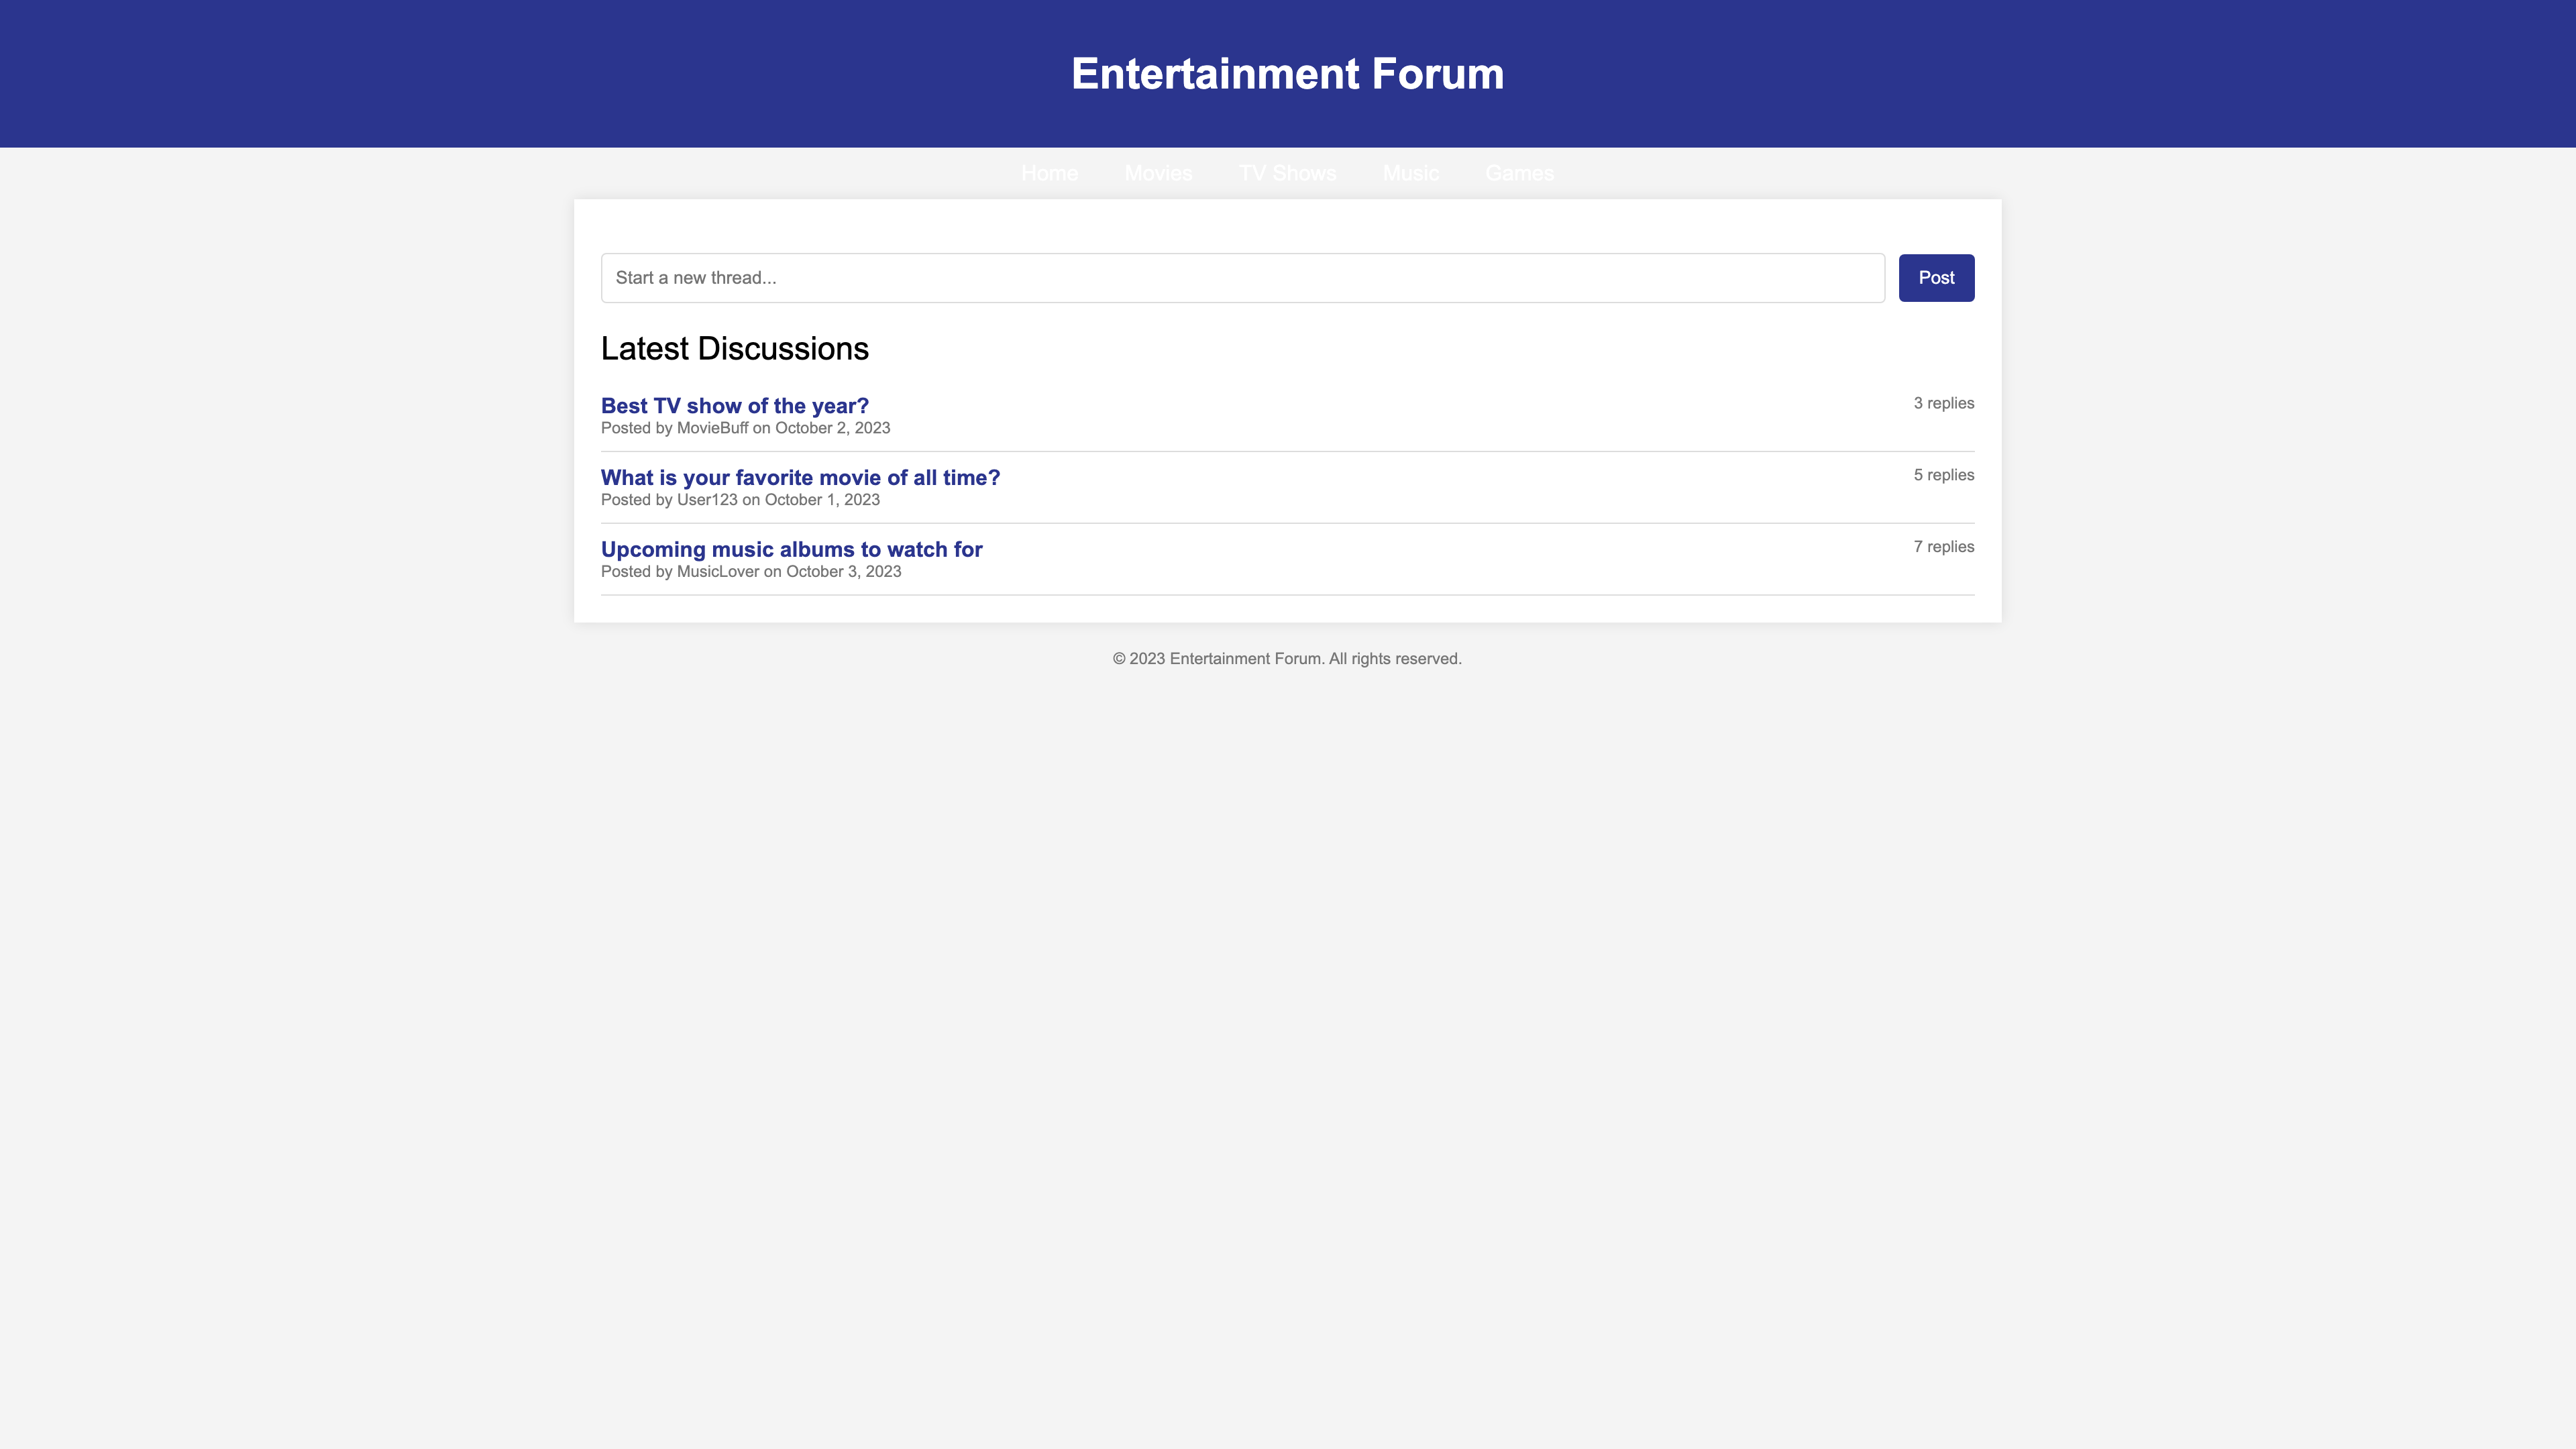 Entertainment Forum
Home Movies TV Shows Music Games
Start a new thread... Post
Latest Discussions
Best TV show of the year? 3 replies
Posted by MovieBuff on October 2, 2023
What is your favorite movie of all time? 5 replies
Posted by User123 on October 1, 2023
Upcoming music albums to watch for 7 replies
Posted by MusicLover on October 3, 2023
© 2023 Entertainment Forum. All rights reserved.